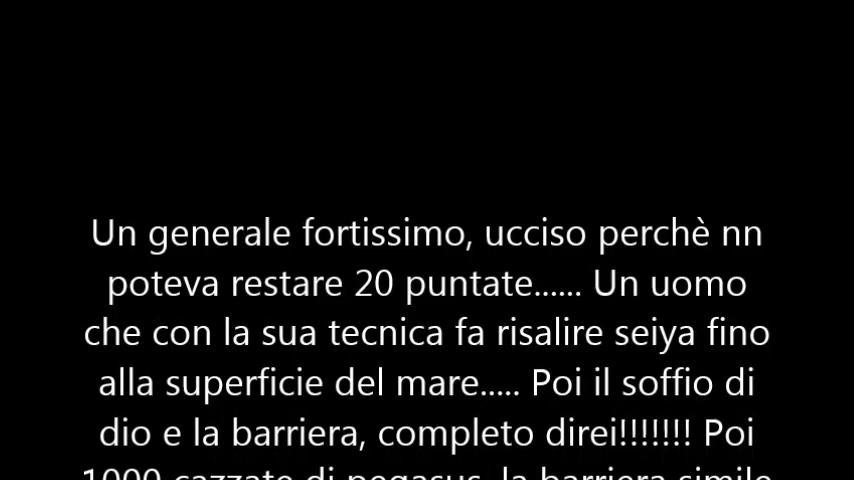 Un generale fortissimo, ucciso perchè nn
poteva restare 20 puntate...... Un uomo
che con la sua tecnica fa risalire seiya fino
alla superficie del mare..... Poi il soffio di
dio e la barriera, completo direi!!!!!!! Poi
1000 cazzate di pegasus, la barriera simile